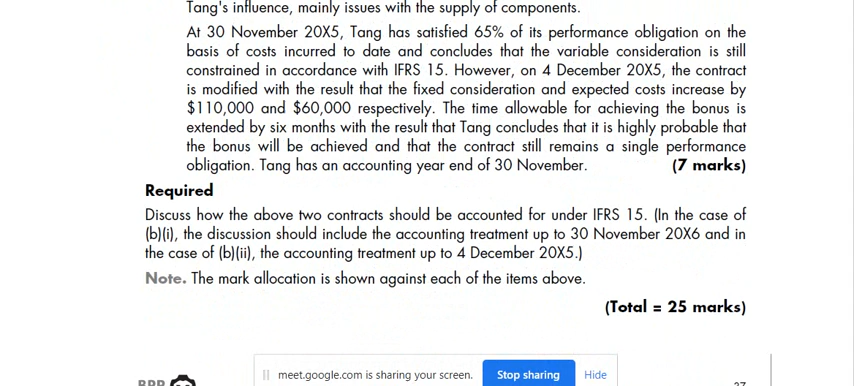 Tang's influence, mainly issues with the supply of components.
At 30 November 20X5, Tang has satisfied 65% of its performance obligation on the
basis of costs incurred to date and concludes that the variable consideration is still
constrained in accordance with IFRS 15. However, on 4 December 20X5, the contract
is modified with the result that the fixed consideration and expected costs increase by
$110,000 and $60,000 respectively. The time allowable for achieving the bonus is
extended by six months with the result that Tang concludes that it is highly probable that
the bonus will be achieved and that the contract still remains a single performance
obligation. Tang has an accounting year end of 30 November. (7 marks)
Required
Discuss how the above two contracts should be accounted for under IFRS 15. (In the case of
(b)(i), the discussion should include the accounting treatment up to 30 November 20X6 and in
the case of (b)(ii), the accounting treatment up to 4 December 20X5.)
Note. The mark allocation is shown against each of the items above.
(Total = 25 marks)
meet.google.com is sharing your screen. Stop sharing Hide
BPP